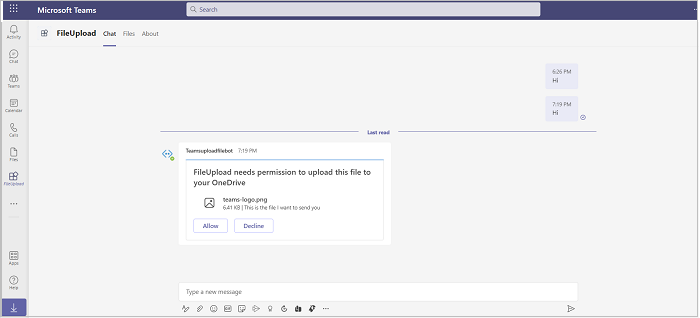 Microsoft Teams
Search
FileUpload Chat Files About
Activity
Chat
Teams
Calendar
Calls
Files
FileUpload
Apps
Help
6:26 PM
Hi
7:19 PM
Hi
Last read
Teamsuploadfilebot 7:19 PM
FileUpload needs permission to upload this file to
your OneDrive
teams-logo.png
6.41 KB | This is the file I want to send you
Allow Decline
Type a new message
GIF